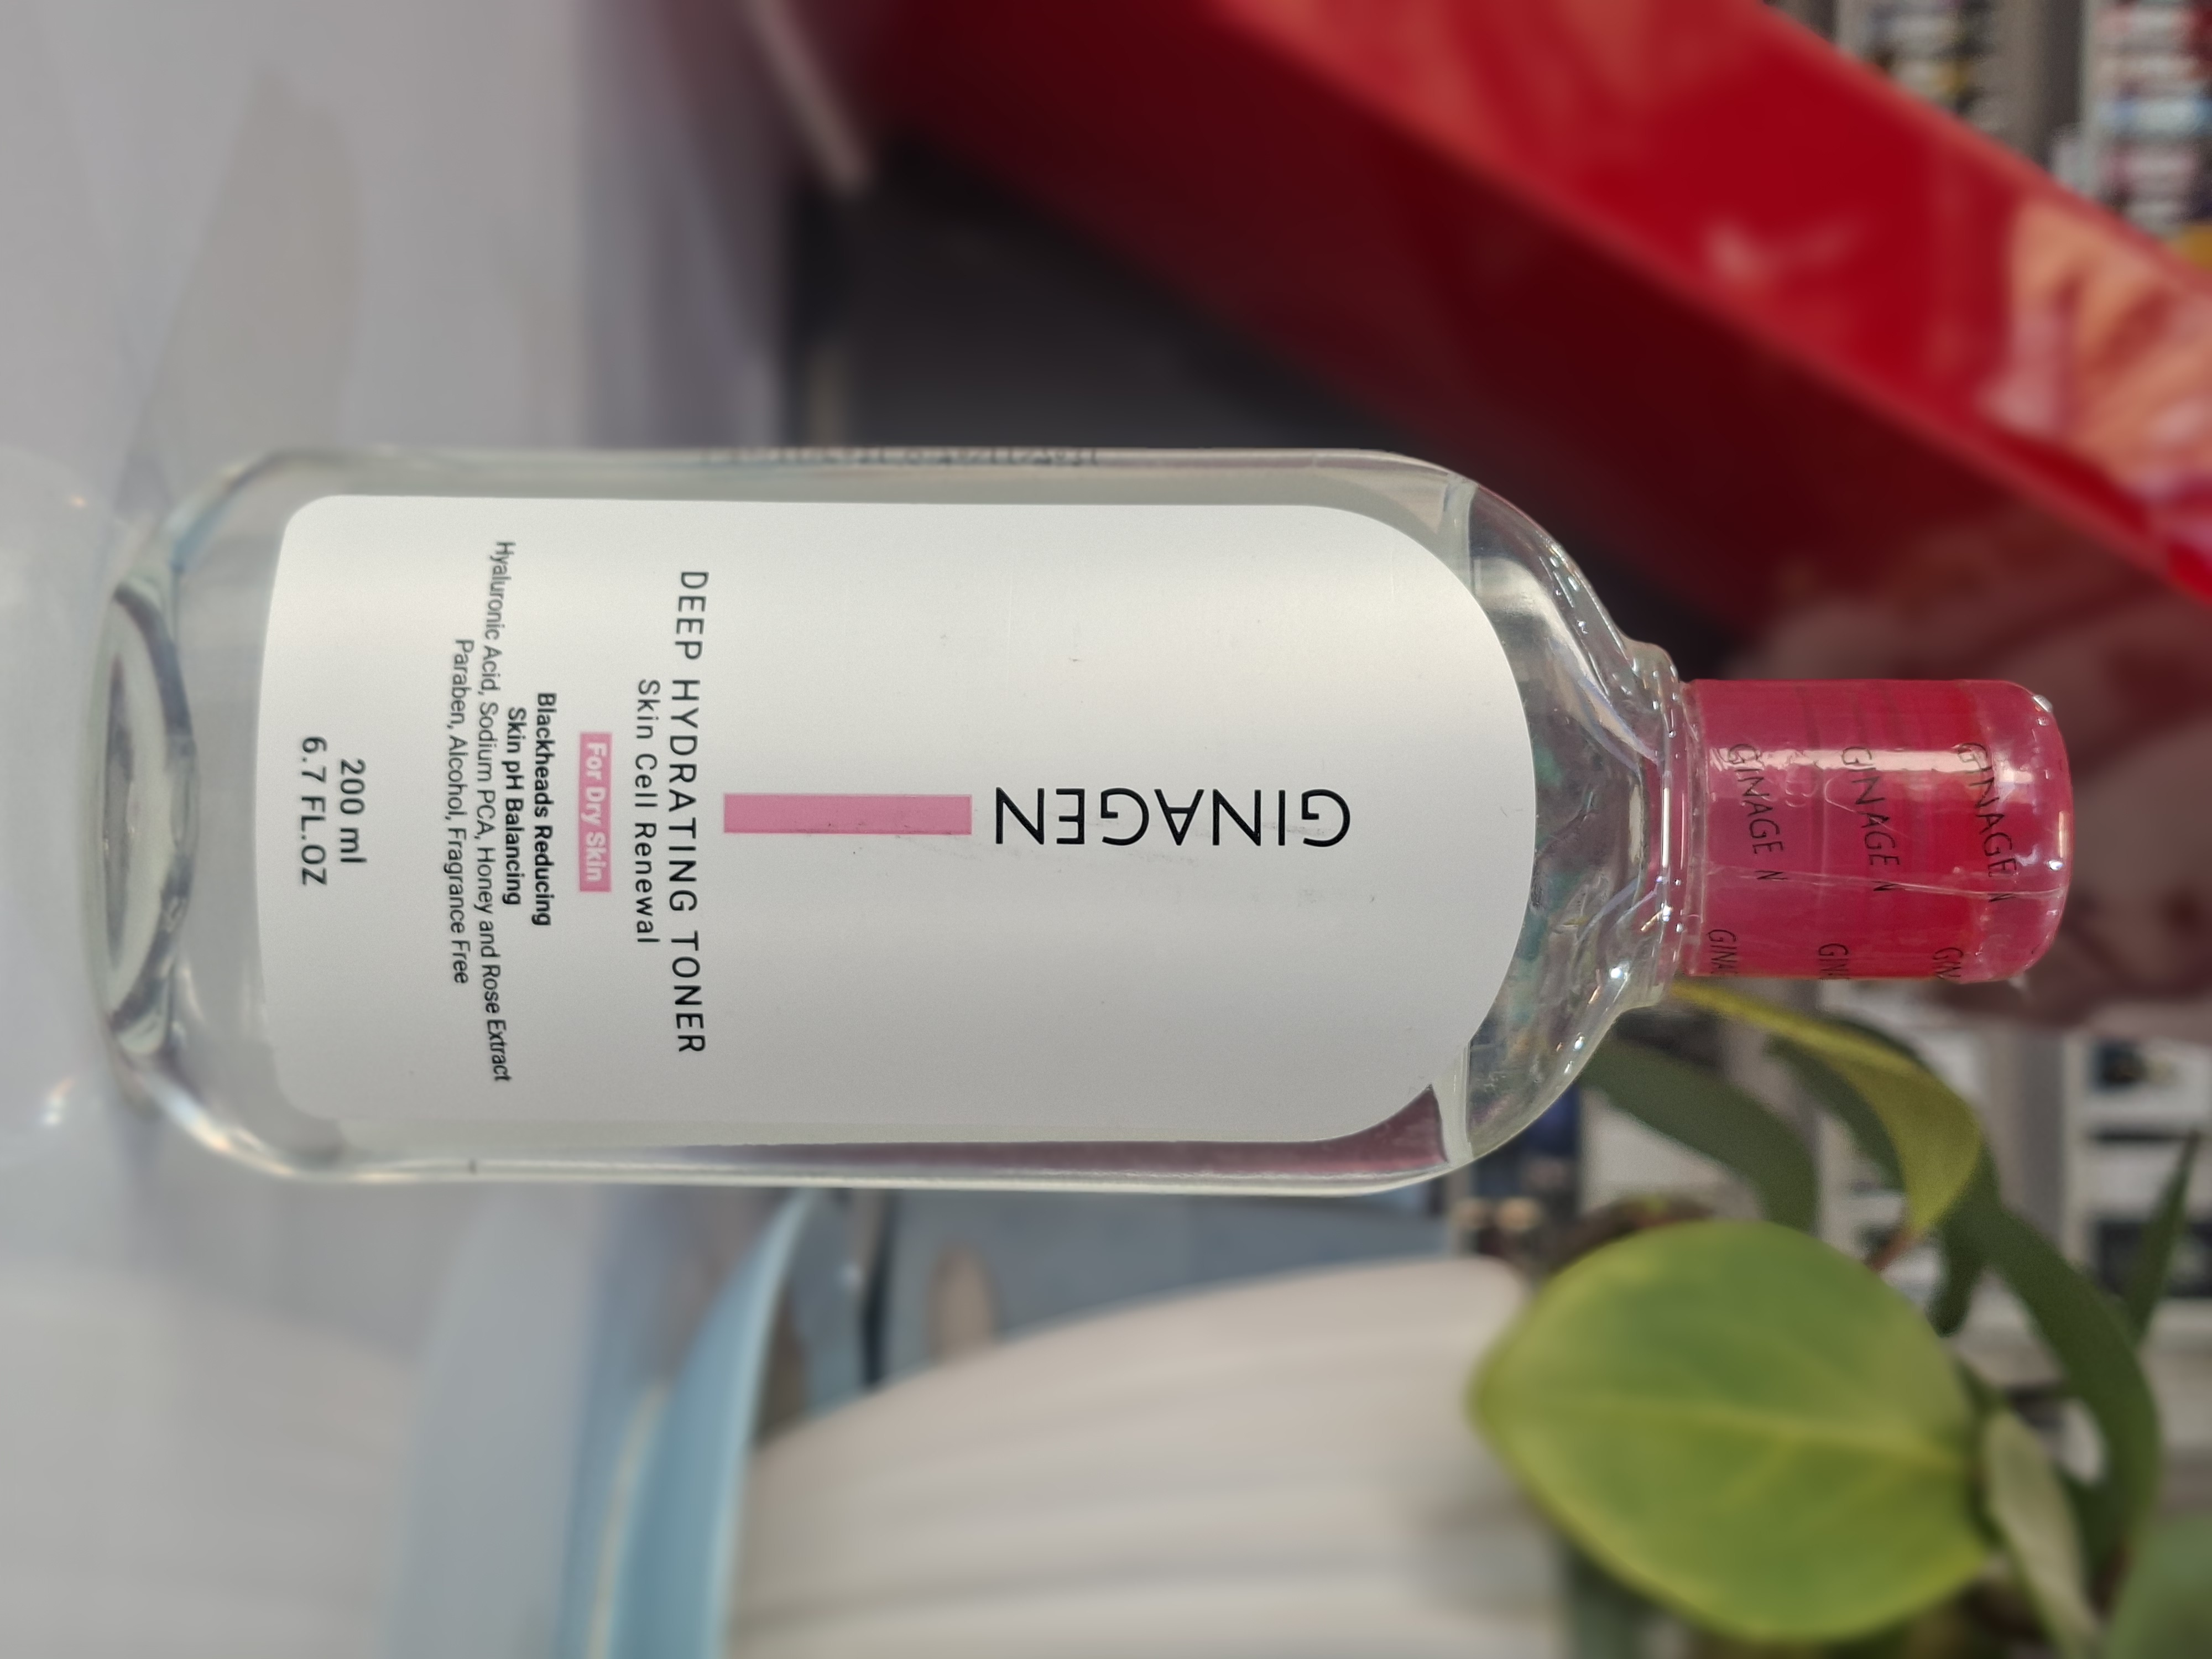 GINAGEN
GINAGEN
GINAGEN
GINAGEN
DEEP HYDRATING TONER
Skin Cell Renewal
For Dry Skin
Blackheads Reducing
Skin pH Balancing
Hyaluronic Acid, Sodium PCA, Honey and Rose Extract
Paraben, Alcohol, Fragrance Free
200 ml
6.7 FL.OZ